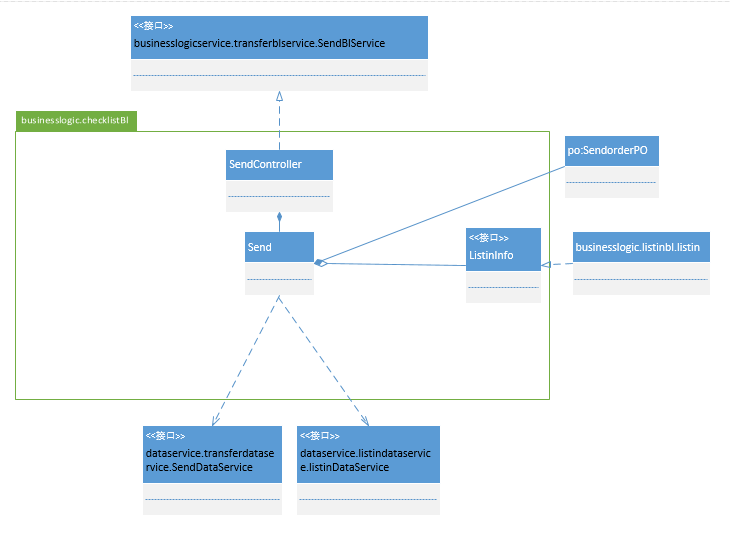 <<接口>>
businesslogicservice.transferblservice.SendBlService
businesslogic.checklistBl
SendController
po:SendorderPO
Send
<<接口>>
ListinInfo
businesslogic.listinbl.listin
<<接口>>
dataservice.transferdatase
rvice.SendDataService
<<接口>>
dataservice.listindataservic
e.listinDataService